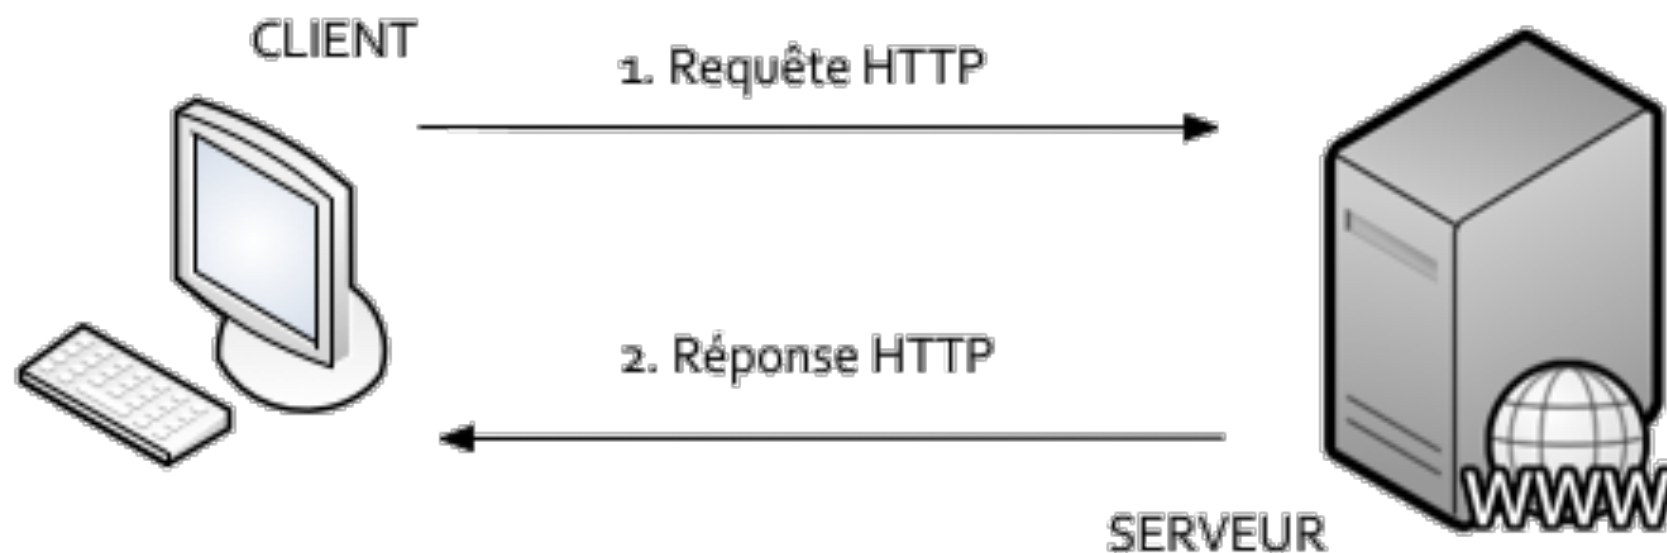 CLIENT
1. Requête HTTP
2. Réponse HTTP
WWW
SERVEUR